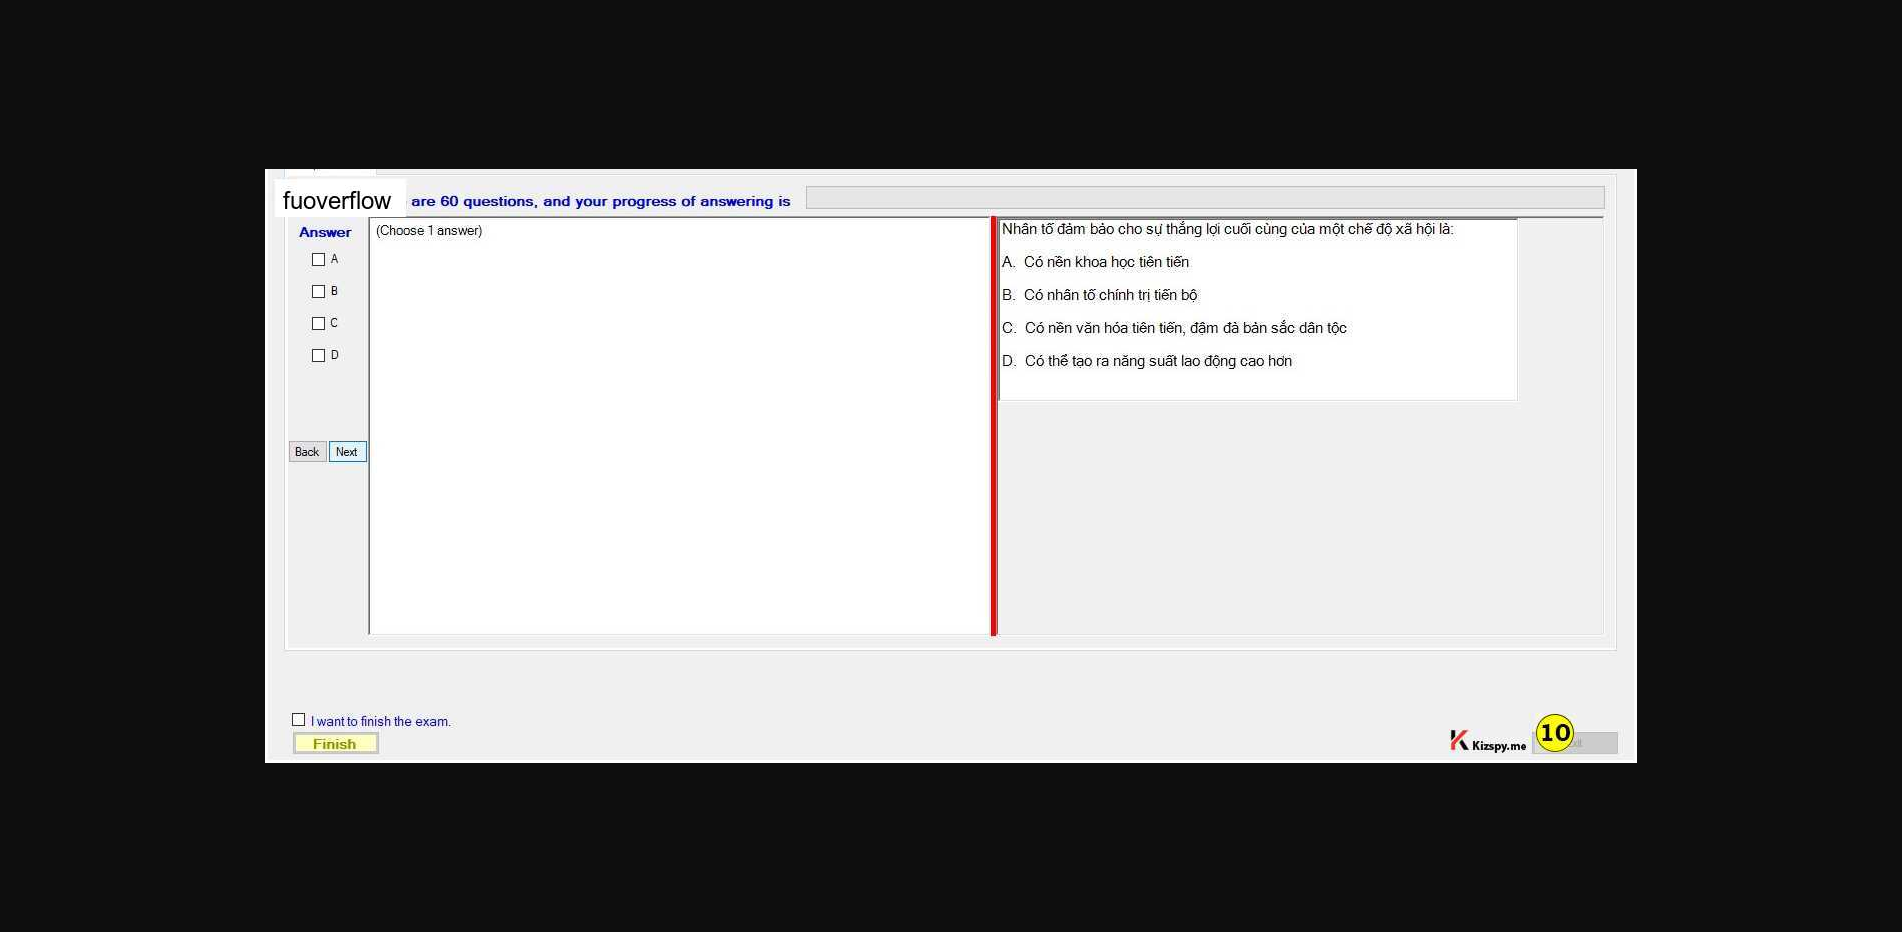 fuoverflow are 60 questions, and your progress of answering is
Answer
(Choose 1 answer)
A
B
C
D
Back Next
Nhân tố đảm bảo cho sự thắng lợi cuối cùng của một chế độ xã hội là:
A. Có nền khoa học tiên tiến
B. Có nhân tố chính trị tiến bộ
C. Có nền văn hóa tiên tiến, đậm đà bản sắc dân tộc
D. Có thể tạo ra năng suất lao động cao hơn
I want to finish the exam.
Finish
Kizspy.me
10